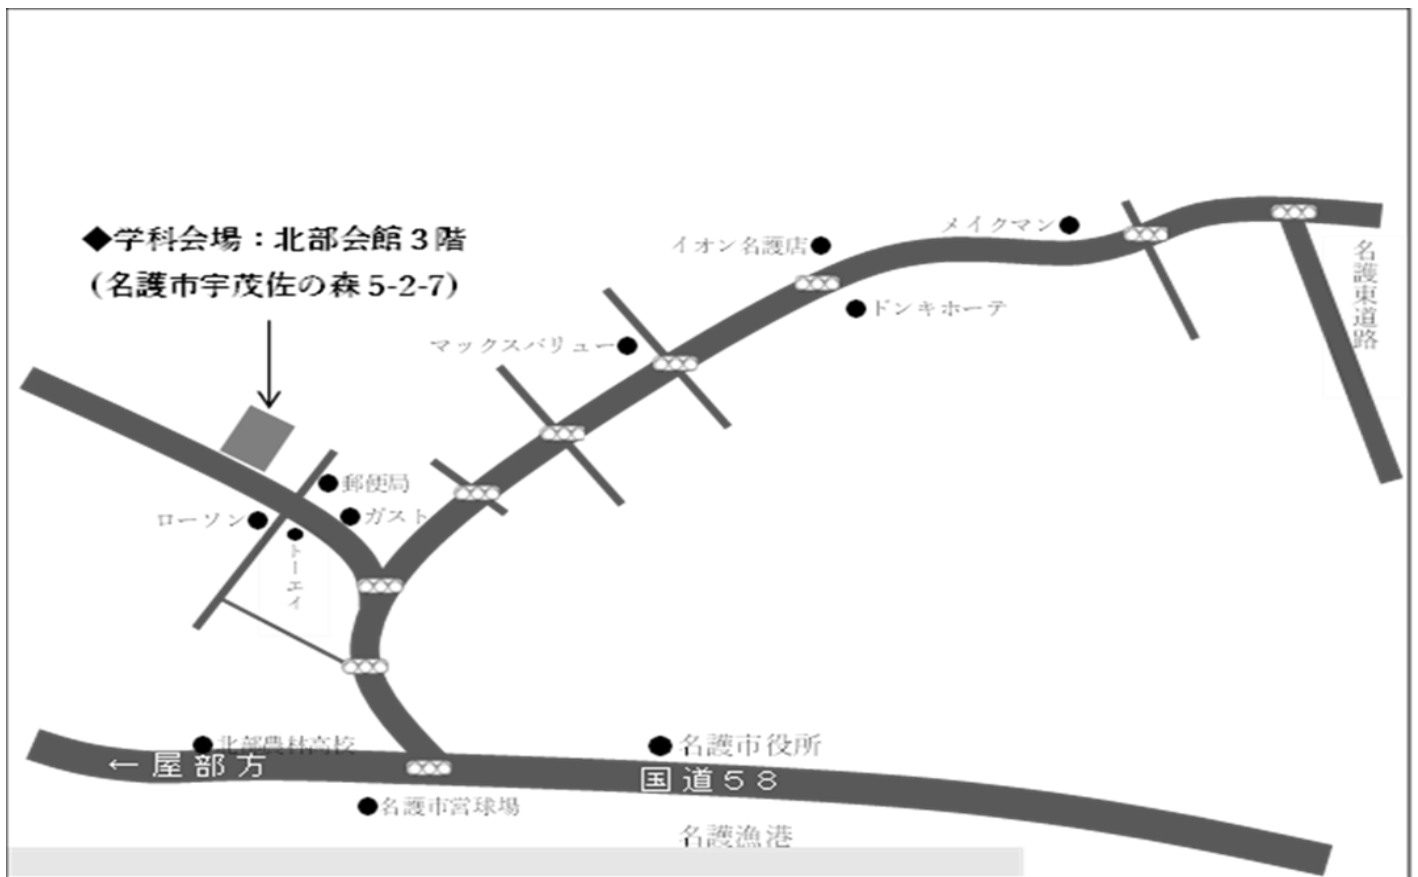 ◆学科会場：北部会館3階
(名護市宇茂佐の森5-2-7)
メイクマン
イオン名護店
ドンキホーテ
名護東道路
マックスバリュー
郵便局
ガスト
ローソン
トーエイ
北部農林高校
名護市役所
←屋部方
国道58
名護市営球場
名護漁港